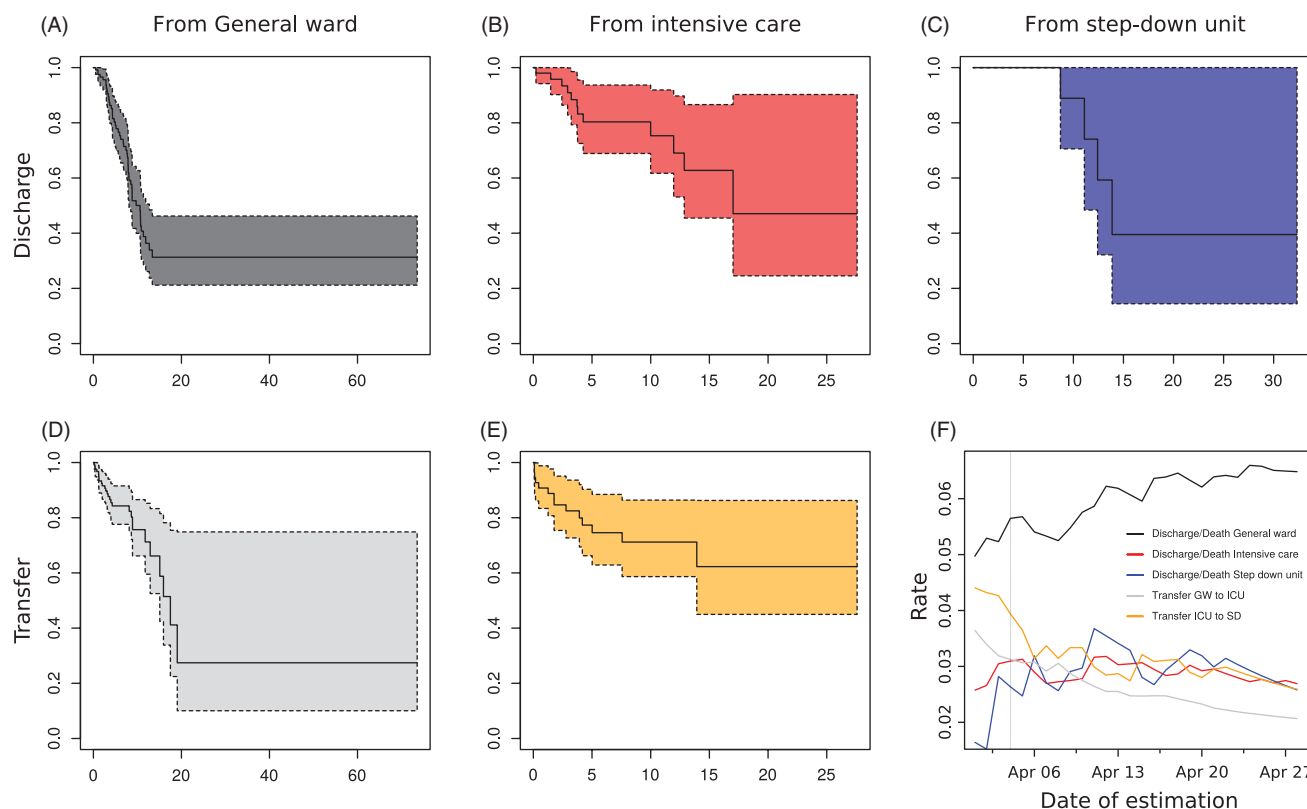 (A) From General ward
(B) From intensive care
(C) From step-down unit
Discharge
1.0
0.8
0.6
0.4
0.2
0.0
0 20 40 60
1.0
0.8
0.6
0.4
0.2
0.0
0 5 10 15 20 25
1.0
0.8
0.6
0.4
0.2
0.0
0 5 10 15 20 25 30
(D)
(E)
(F)
Transfer
1.0
0.8
0.6
0.4
0.2
0.0
0 20 40 60
1.0
0.8
0.6
0.4
0.2
0.0
0 5 10 15 20 25
Rate
0.06
0.05
0.04
0.03
0.02
Discharge/Death General ward
Discharge/Death Intensive care
Discharge/Death Step down unit
Transfer GW to ICU
Transfer ICU to SD
Apr 06 Apr 13 Apr 20 Apr 27
Date of estimation